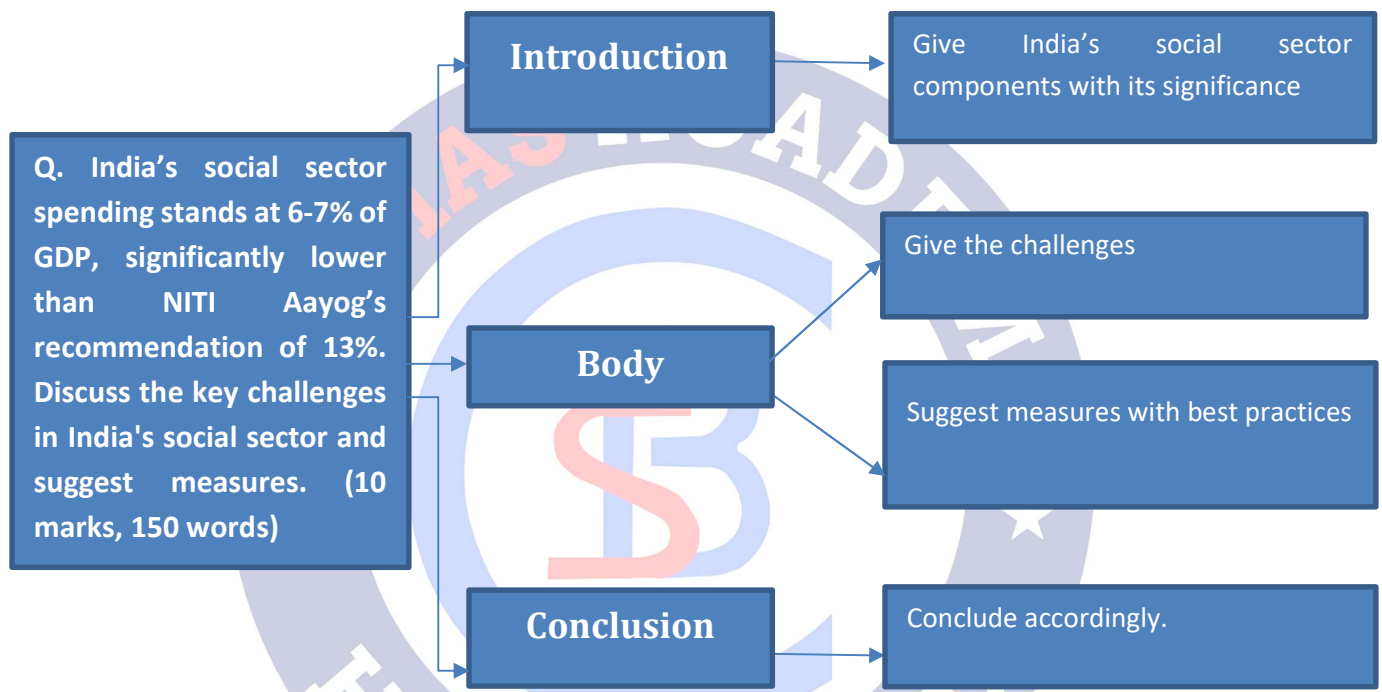 Introduction
Give India’s social sector
components with its significance
Q. India’s social sector
spending stands at 6-7% of
GDP, significantly lower
than NITI Aayog’s
recommendation of 13%.
Discuss the key challenges
in India's social sector and
suggest measures. (10
marks, 150 words)
Body
Give the challenges
Suggest measures with best practices
Conclusion
Conclude accordingly.